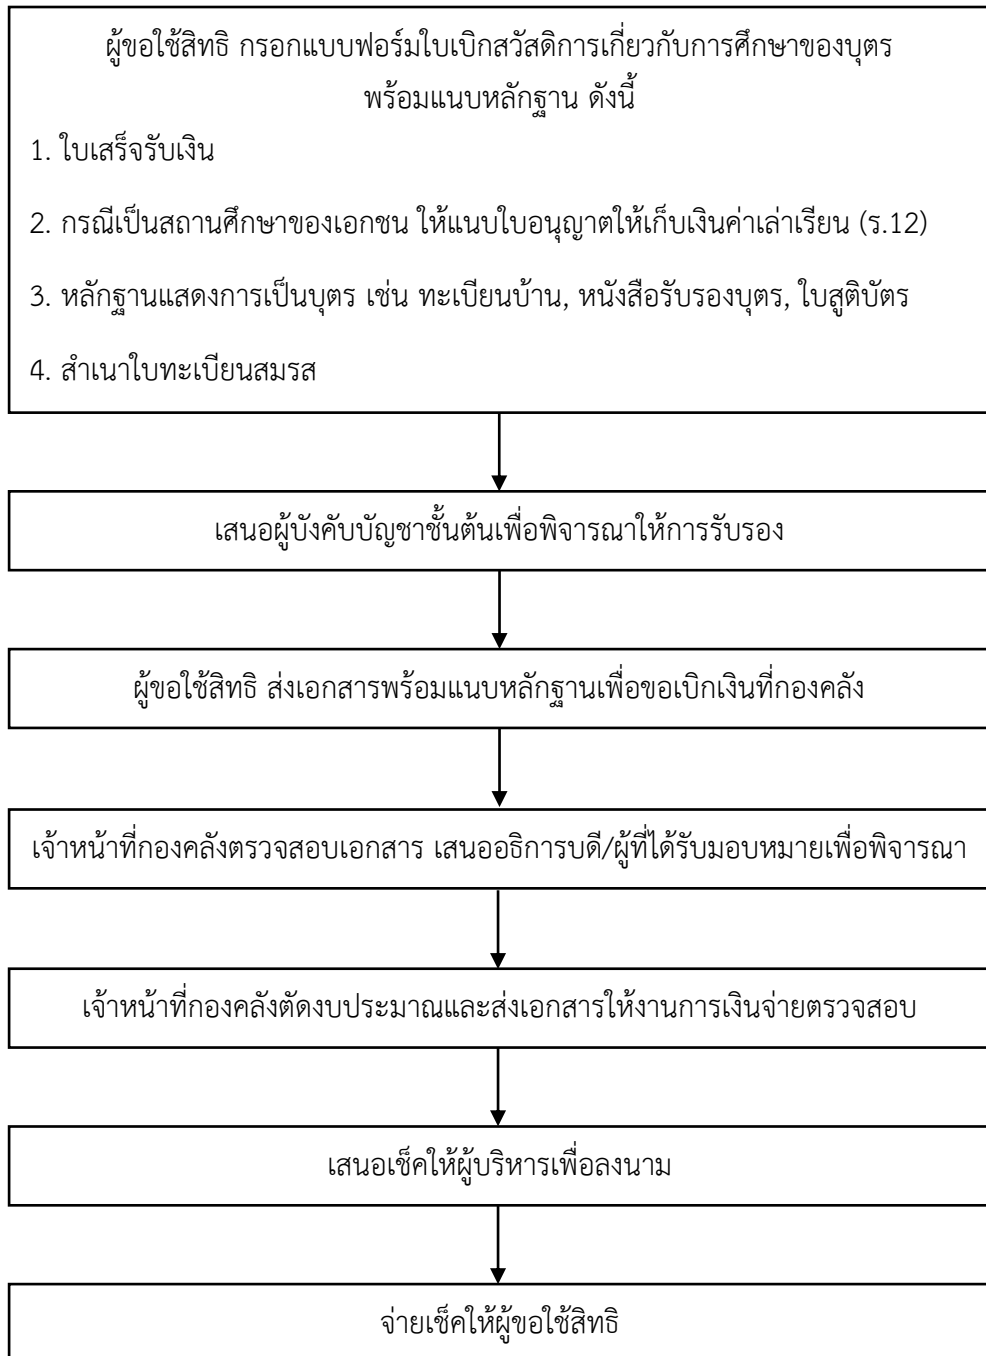 ผู้ขอใช้สิทธิ กรอกแบบฟอร์มใบเบิกสวัสดิการเกี่ยวกับการศึกษาของบุตร
พร้อมแนบหลักฐาน ดังนี้
1. ใบเสร็จรับเงิน
2. กรณีเป็นสถานศึกษาของเอกชน ให้แนบใบอนุญาตให้เก็บเงินค่าเล่าเรียน (ร.12)
3. หลักฐานแสดงการเป็นบุตร เช่น ทะเบียนบ้าน, หนังสือรับรองบุตร, ใบสูติบัตร
4. สำเนาใบทะเบียนสมรส
เสนอผู้บังคับบัญชาชั้นต้นเพื่อพิจารณาให้การรับรอง
ผู้ขอใช้สิทธิ ส่งเอกสารพร้อมแนบหลักฐานเพื่อขอเบิกเงินที่กองคลัง
เจ้าหน้าที่กองคลังตรวจสอบเอกสาร เสนออธิการบดี/ผู้ที่ได้รับมอบหมายเพื่อพิจารณา
เจ้าหน้าที่กองคลังตัดงบประมาณและส่งเอกสารให้งานการเงินจ่ายตรวจสอบ
เสนอเช็คให้ผู้บริหารเพื่อลงนาม
จ่ายเช็คให้ผู้ขอใช้สิทธิ